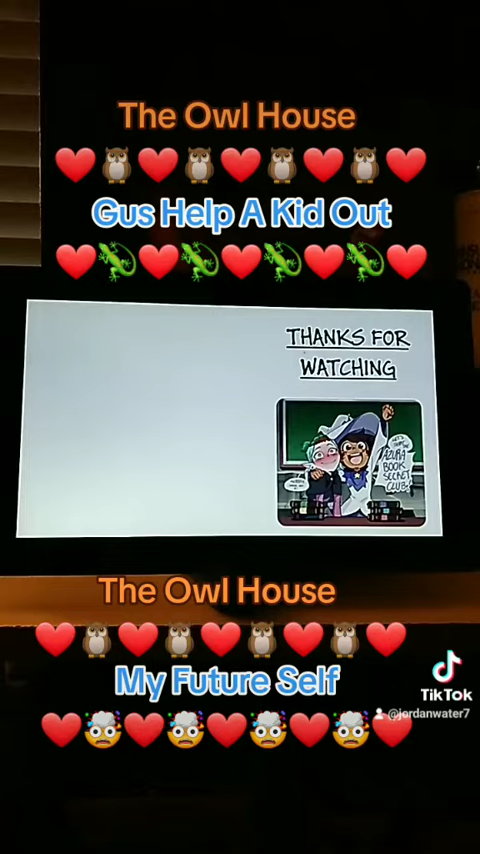 The Owl House
Gus Help A Kid Out
THANKS FOR
WATCHING
AZURA
BOOK
SECRET
CLUB
The Owl House
My Future Self
TikTok
@jordanwater7